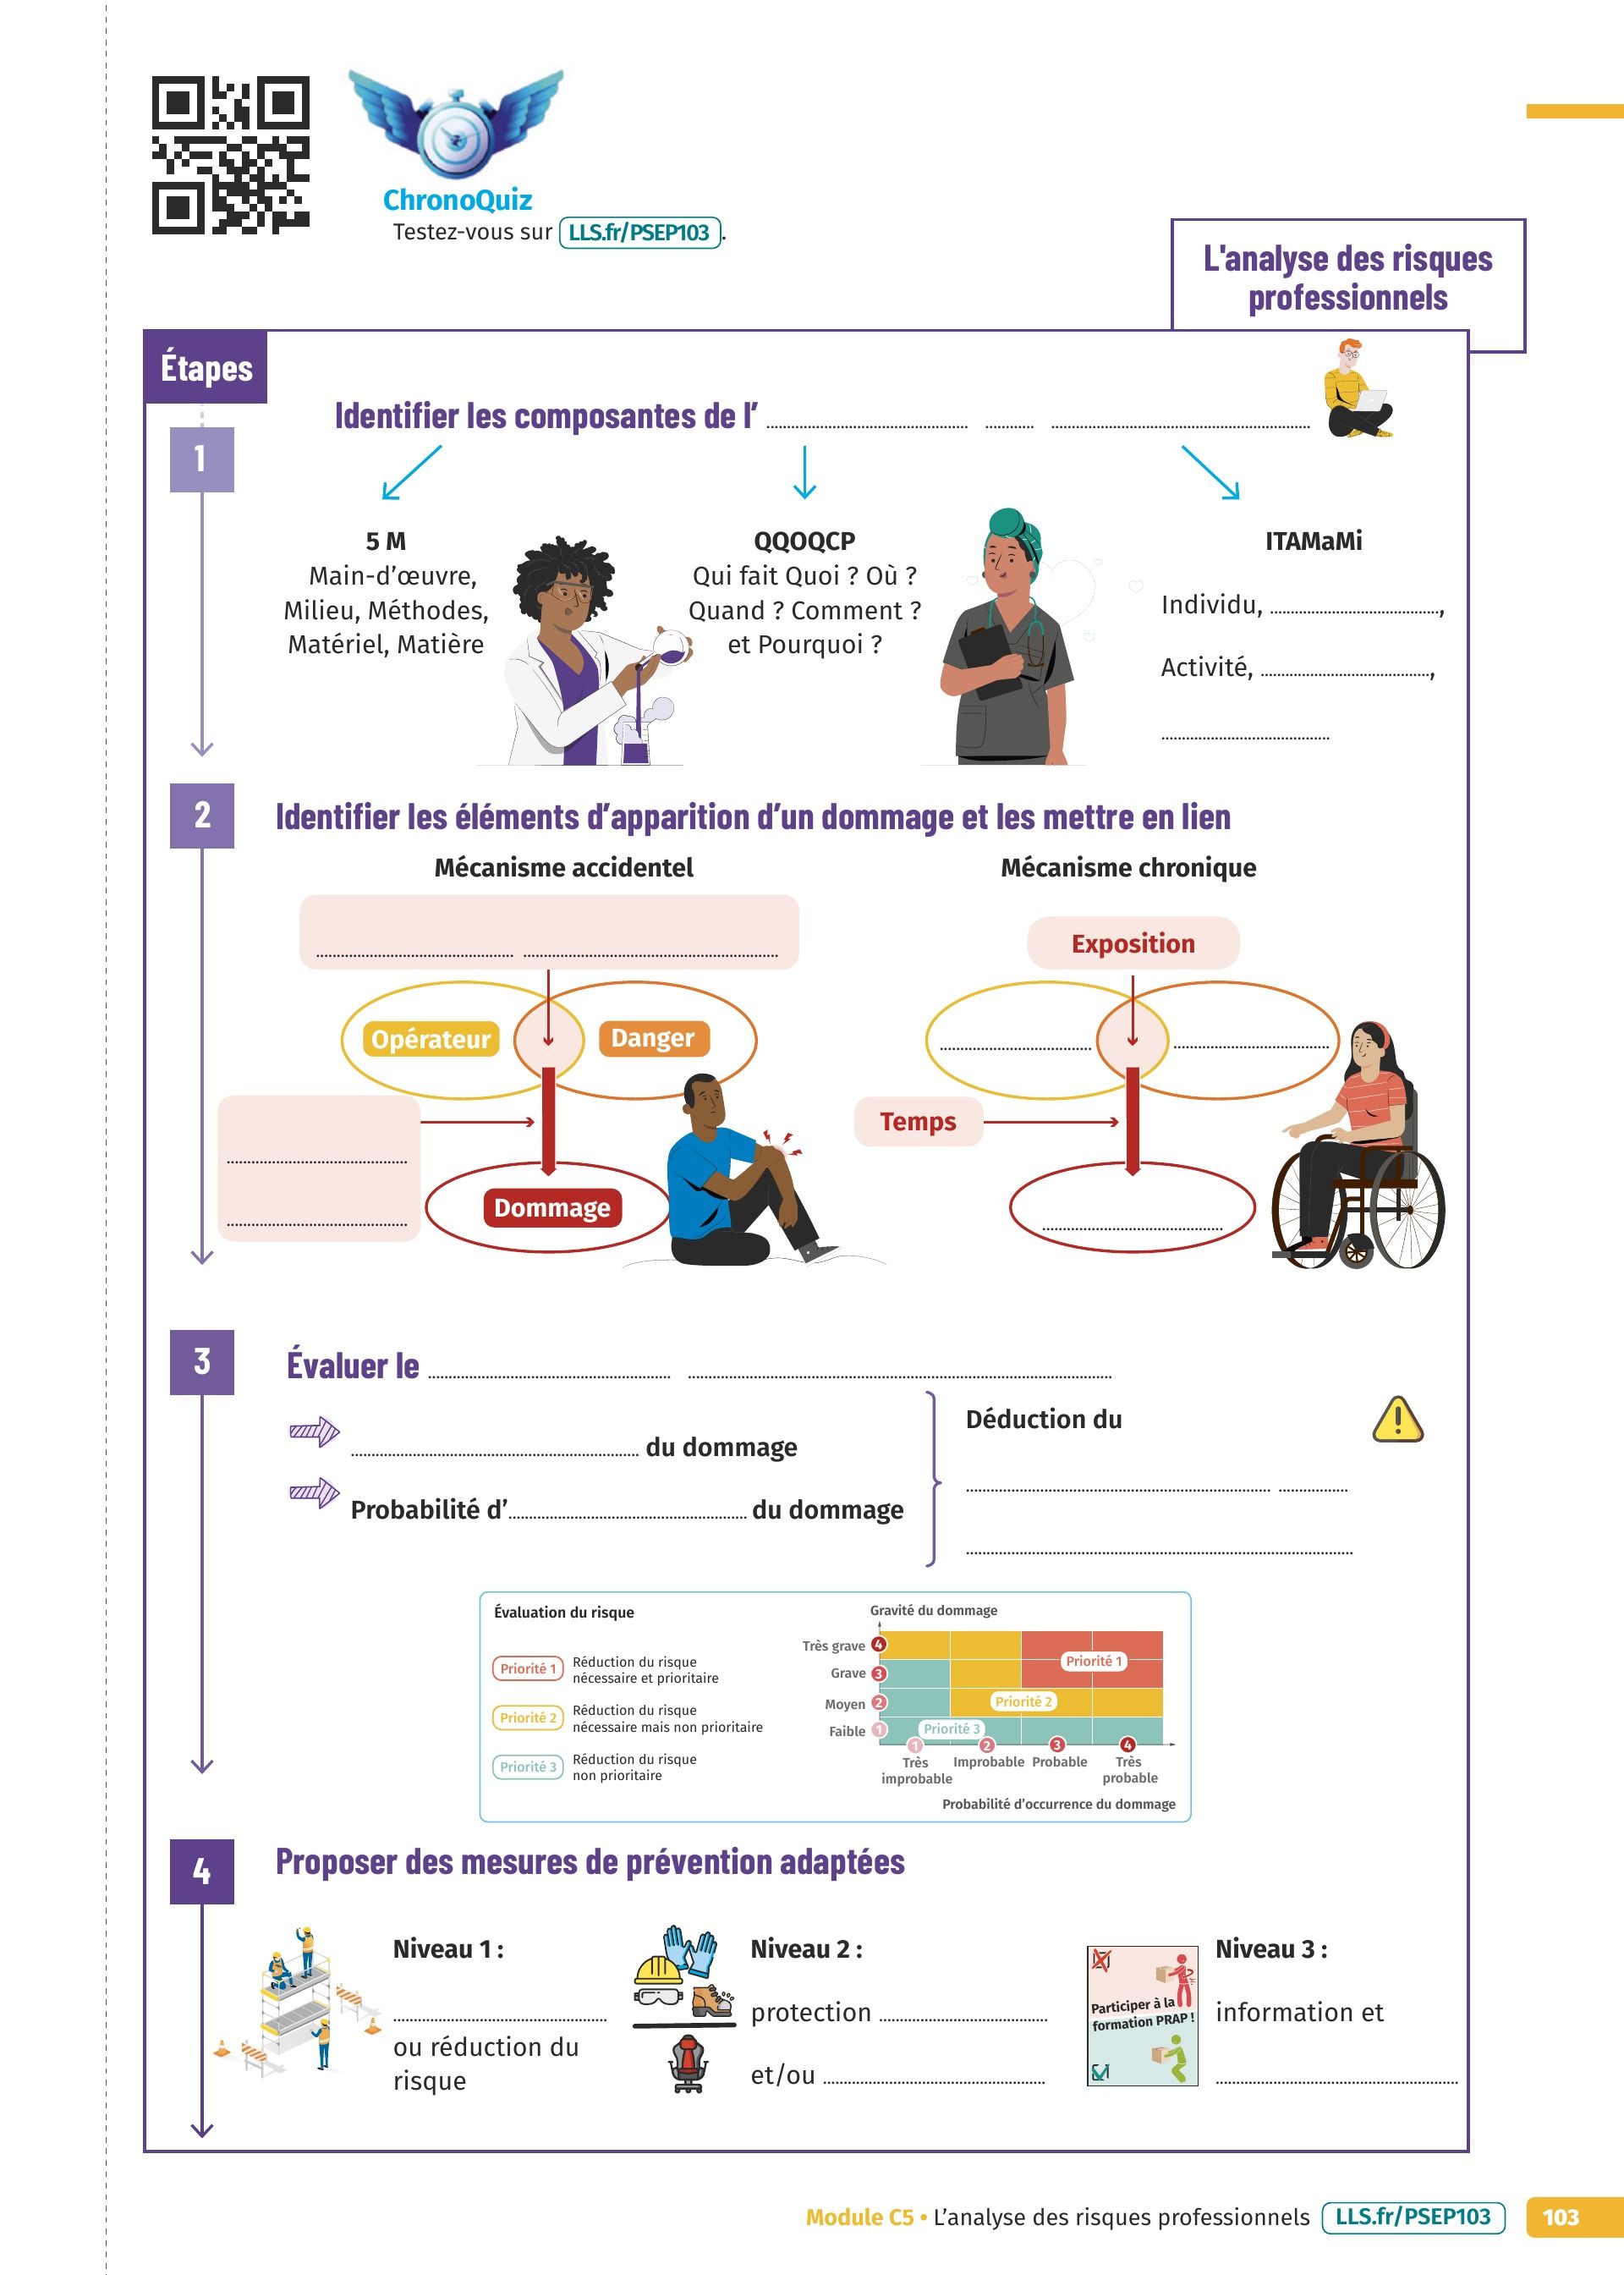 ChronoQuiz
Testez-vous sur LLS.fr/PSEP103 .
L'analyse des risques
professionnels
Étapes
1
Identifier les composantes de l’ ........ ........ ........
5 M
Main-d’œuvre,
Milieu, Méthodes,
Matériel, Matière
QQOQCP
Qui fait Quoi ? Où ?
Quand ? Comment ?
et Pourquoi ?
ITAMaMi
Individu, ........,
Activité, ........,
........
2
Identifier les éléments d’apparition d’un dommage et les mettre en lien
Mécanisme accidentel
........ ........
Opérateur
Danger
........
........
Dommage
Mécanisme chronique
Exposition
........ ........
Temps
........
3
Évaluer le ........ ........
........ du dommage
Probabilité d’........ du dommage
Déduction du
........ ........
........
Évaluation du risque
Priorité 1
Réduction du risque
nécessaire et prioritaire
Priorité 2
Réduction du risque
nécessaire mais non prioritaire
Priorité 3
Réduction du risque
non prioritaire
Gravité du dommage
Très grave 4
Grave 3
Moyen 2
Faible 1
Priorité 1
Priorité 2
Priorité 3
1 2 3 4
Très improbable
Improbable
Probable
Très probable
Probabilité d’occurrence du dommage
4
Proposer des mesures de prévention adaptées
Niveau 1 :
........
ou réduction du
risque
Niveau 2 :
protection ........
et/ou ........
Participer à la
formation PRAP !
Niveau 3 :
information et
........
Module C5 • L’analyse des risques professionnels LLS.fr/PSEP103 103